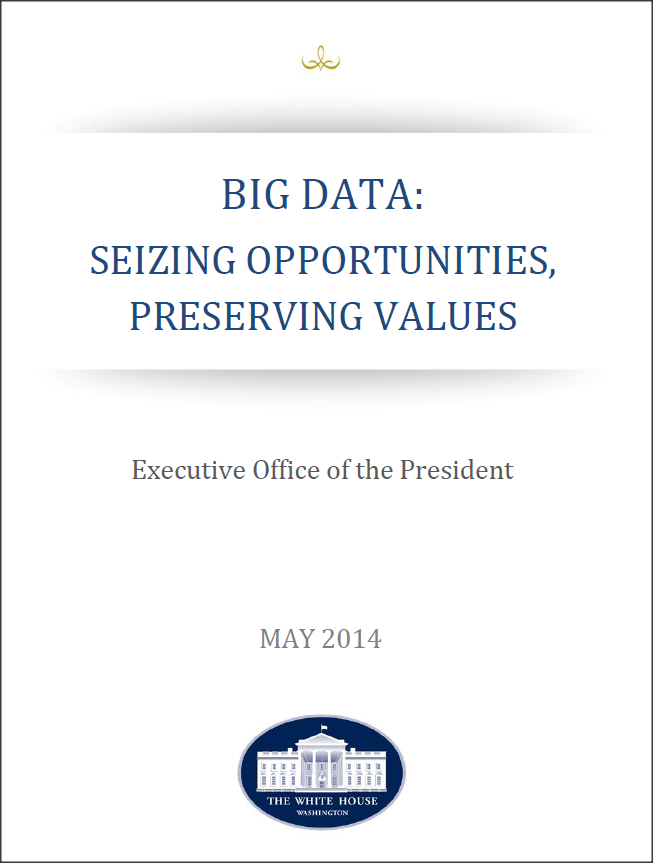 BIG DATA:
SEIZING OPPORTUNITIES,
PRESERVING VALUES
Executive Office of the President
MAY 2014
THE WHITE HOUSE
WASHINGTON